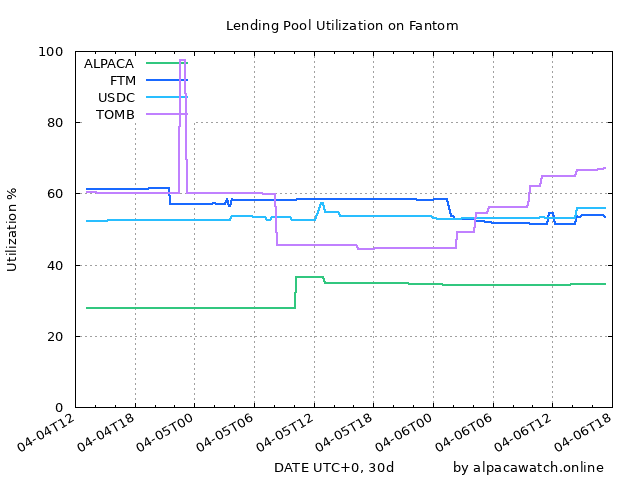 Lending Pool Utilization on Fantom
ALPACA
FTM
USDC
TOMB
Utilization %
100
80
60
40
20
0
04-04T12
04-04T18
04-05T00
04-05T06
04-05T12
04-05T18
04-06T00
04-06T06
04-06T12
04-06T18
DATE UTC+0, 30d
by alpacawatch.online